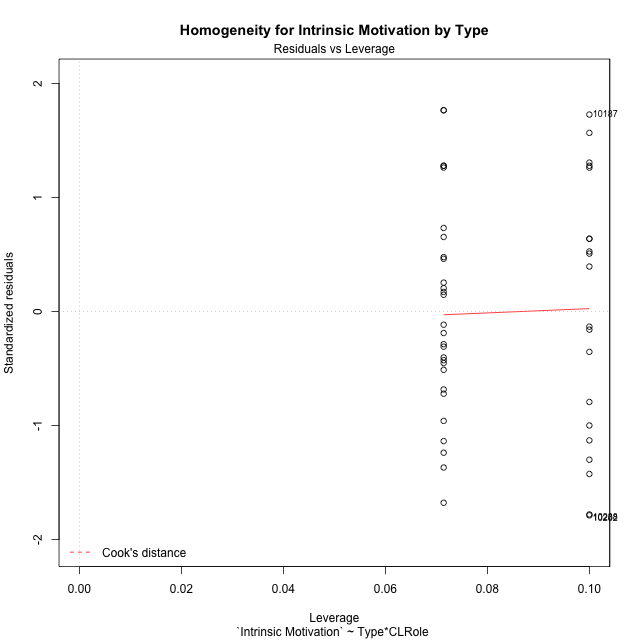 Homogeneity for Intrinsic Motivation by Type
Residuals vs Leverage
Standardized residuals
2
1
0
-1
-2
10187
Cook's distance
0.00 0.02 0.04 0.06 0.08 0.10
Leverage
`Intrinsic Motivation` ~ Type*CLRole